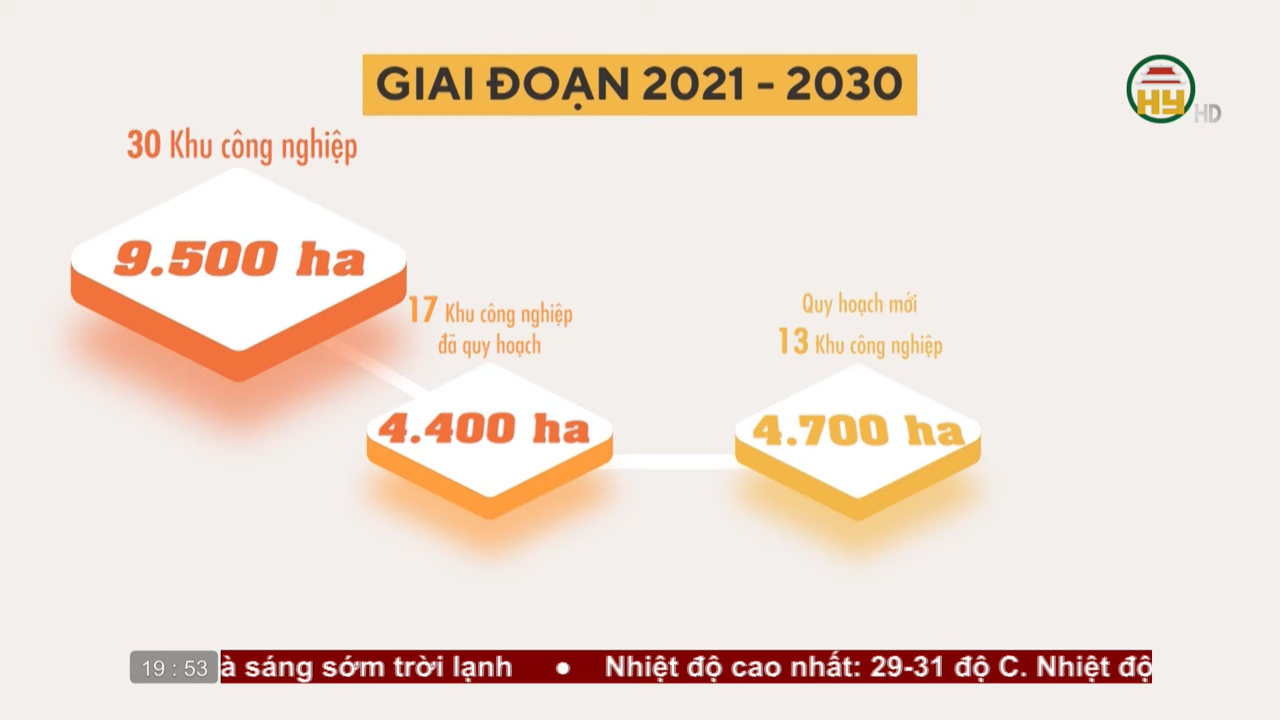 GIAI ĐOẠN 2021 - 2030
HY HD
30 Khu công nghiệp
9.500 ha
17 Khu công nghiệp
đã quy hoạch
4.400 ha
Quy hoạch mới
13 Khu công nghiệp
4.700 ha
19 : 53
à sáng sớm trời lạnh • Nhiệt độ cao nhất: 29-31 độ C. Nhiệt độ